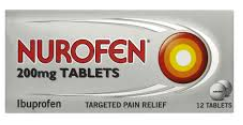 NUROFEN
200mg TABLETS
Ibuprofen
TARGETED PAIN RELIEF
12 TABLETS